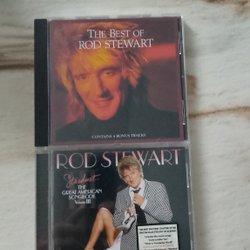 THE BEST OF
ROD STEWART
CONTAINS 4 BONUS TRACKS
ROD STEWART
Stardust...
THE
GREAT AMERICAN
SONGBOOK
Volume III